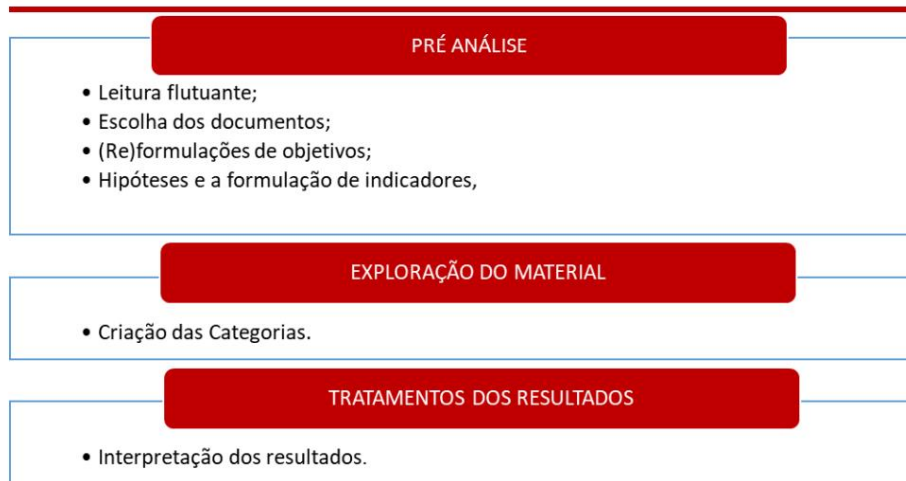 PRÉ ANÁLISE
• Leitura flutuante;
• Escolha dos documentos;
• (Re)formulações de objetivos;
• Hipóteses e a formulação de indicadores,
EXPLORAÇÃO DO MATERIAL
• Criação das Categorias.
TRATAMENTOS DOS RESULTADOS
• Interpretação dos resultados.